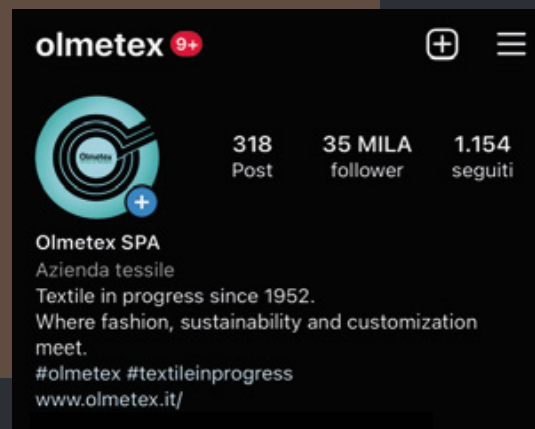 olmetex 9+
Olmetex
318 35 MILA 1.154
Post follower seguiti
Olmetex SPA
Azienda tessile
Textile in progress since 1952.
Where fashion, sustainability and customization
meet.
#olmetex #textileinprogress
www.olmetex.it/